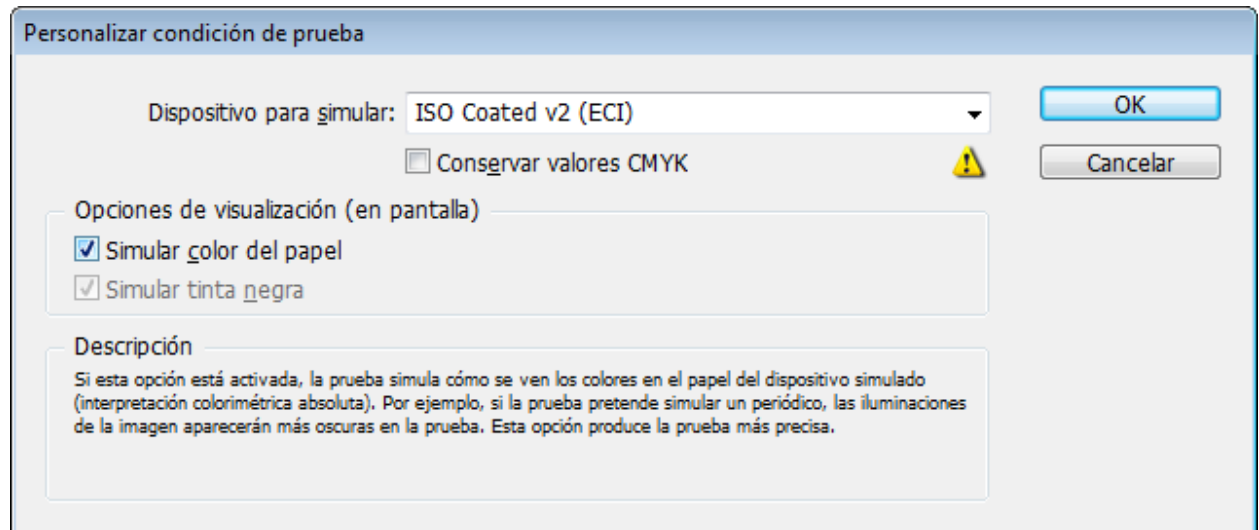 Personalizar condición de prueba
Dispositivo para simular: ISO Coated v2 (ECI)
OK
Conservar valores CMYK
Cancelar
Opciones de visualización (en pantalla)
Simular color del papel
Simular tinta negra
Descripción
Si esta opción está activada, la prueba simula cómo se ven los colores en el papel del dispositivo simulado
(interpretación colorimétrica absoluta). Por ejemplo, si la prueba pretende simular un periódico, las iluminaciones
de la imagen aparecerán más oscuras en la prueba. Esta opción produce la prueba más precisa.